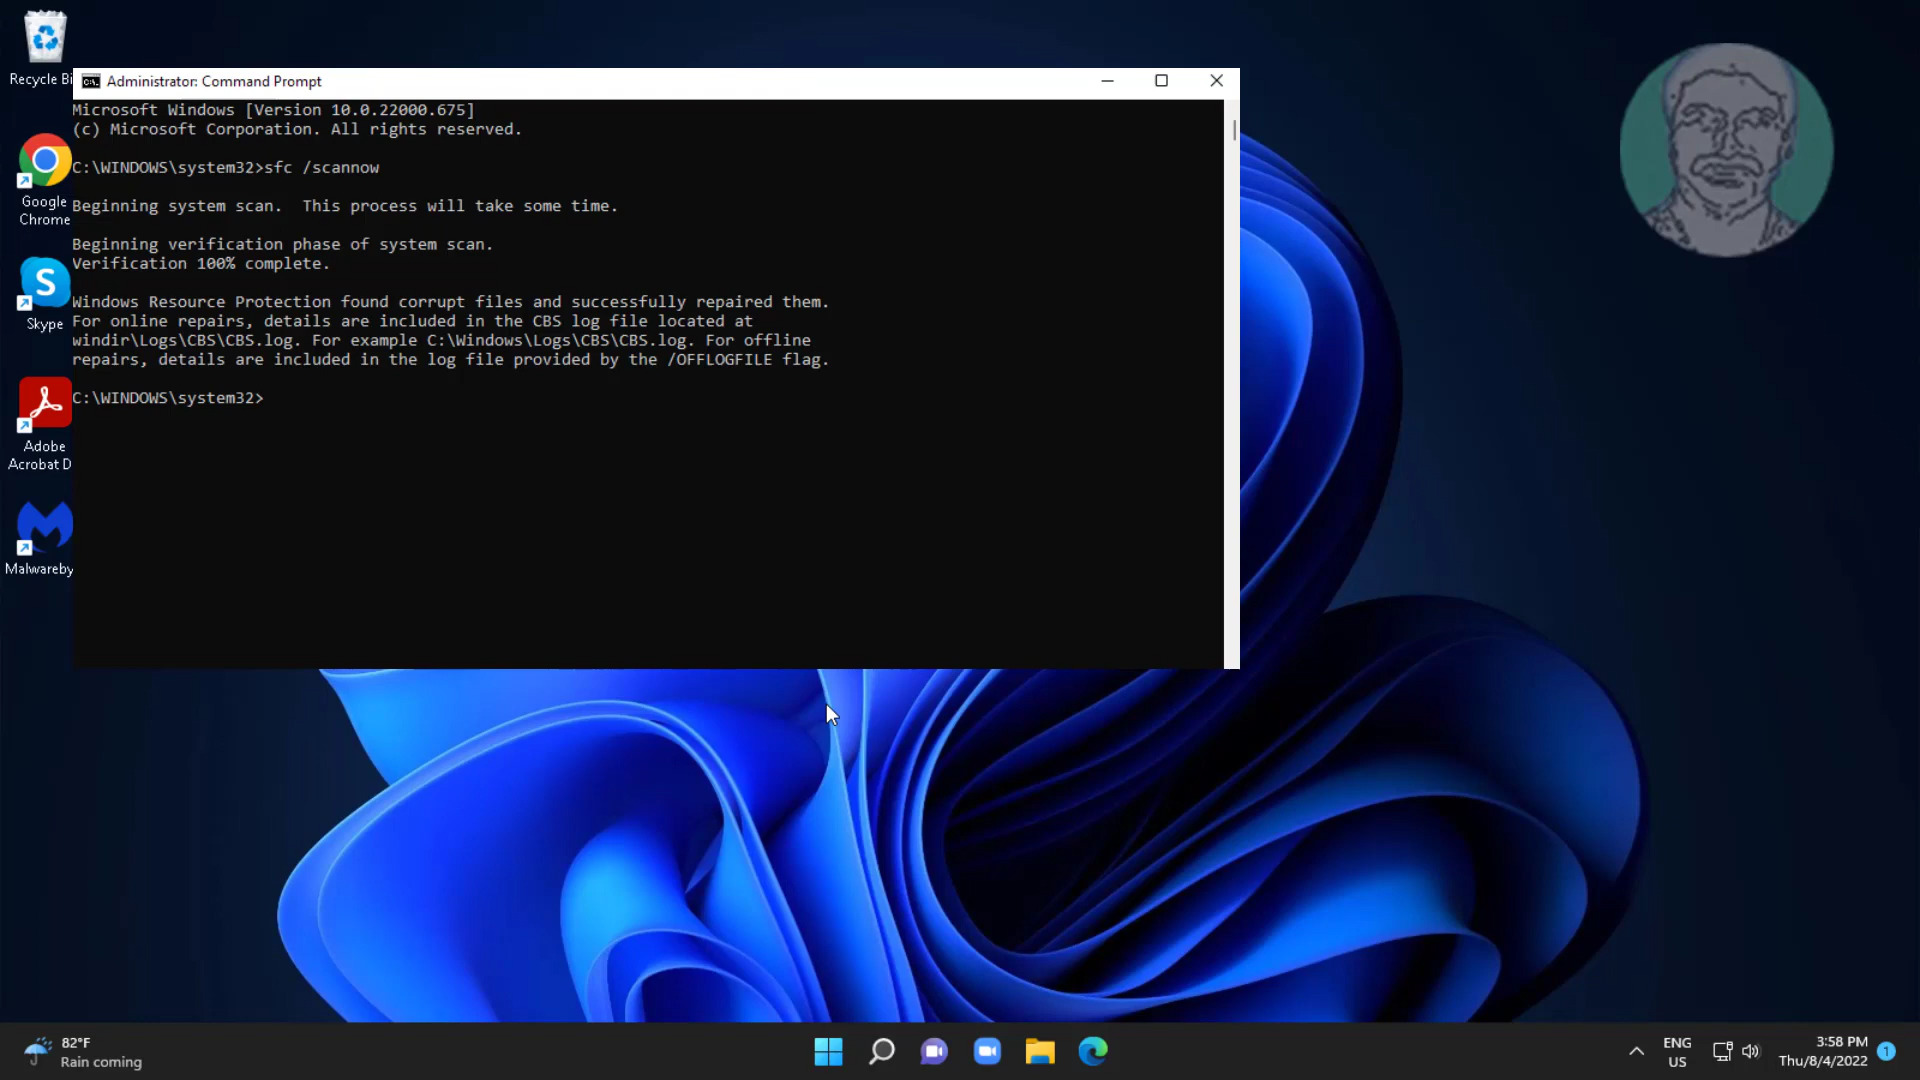 Recycle Bi
Administrator: Command Prompt
Microsoft Windows [Version 10.0.22000.675]
(c) Microsoft Corporation. All rights reserved.
C:\WINDOWS\system32>sfc /scannow
Beginning system scan.  This process will take some time.
Beginning verification phase of system scan.
Verification 100% complete.
Windows Resource Protection found corrupt files and successfully repaired them.
For online repairs, details are included in the CBS log file located at
windir\Logs\CBS\CBS.log. For example C:\Windows\Logs\CBS\CBS.log. For offline
repairs, details are included in the log file provided by the /OFFLOGFILE flag.
C:\WINDOWS\system32>
Google
Chrome
Skype
Adobe
Acrobat D
Malwareby
82°F
Rain coming
ENG
US
3:58 PM
Thu/8/4/2022
1